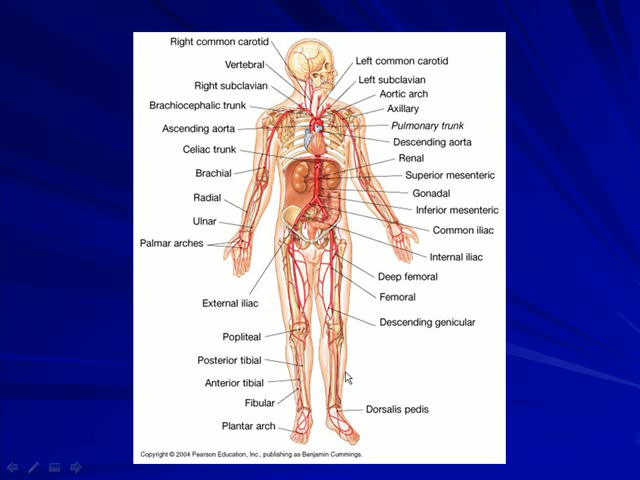 Right common carotid
Vertebral
Right subclavian
Brachiocephalic trunk
Ascending aorta
Celiac trunk
Brachial
Radial
Ulnar
Palmar arches
External iliac
Popliteal
Posterior tibial
Anterior tibial
Fibular
Plantar arch
Left common carotid
Left subclavian
Aortic arch
Axillary
Pulmonary trunk
Descending aorta
Renal
Superior mesenteric
Gonadal
Inferior mesenteric
Common iliac
Internal iliac
Deep femoral
Femoral
Descending genicular
Dorsalis pedis
Copyright © 2004 Pearson Education, Inc., publishing as Benjamin Cummings.